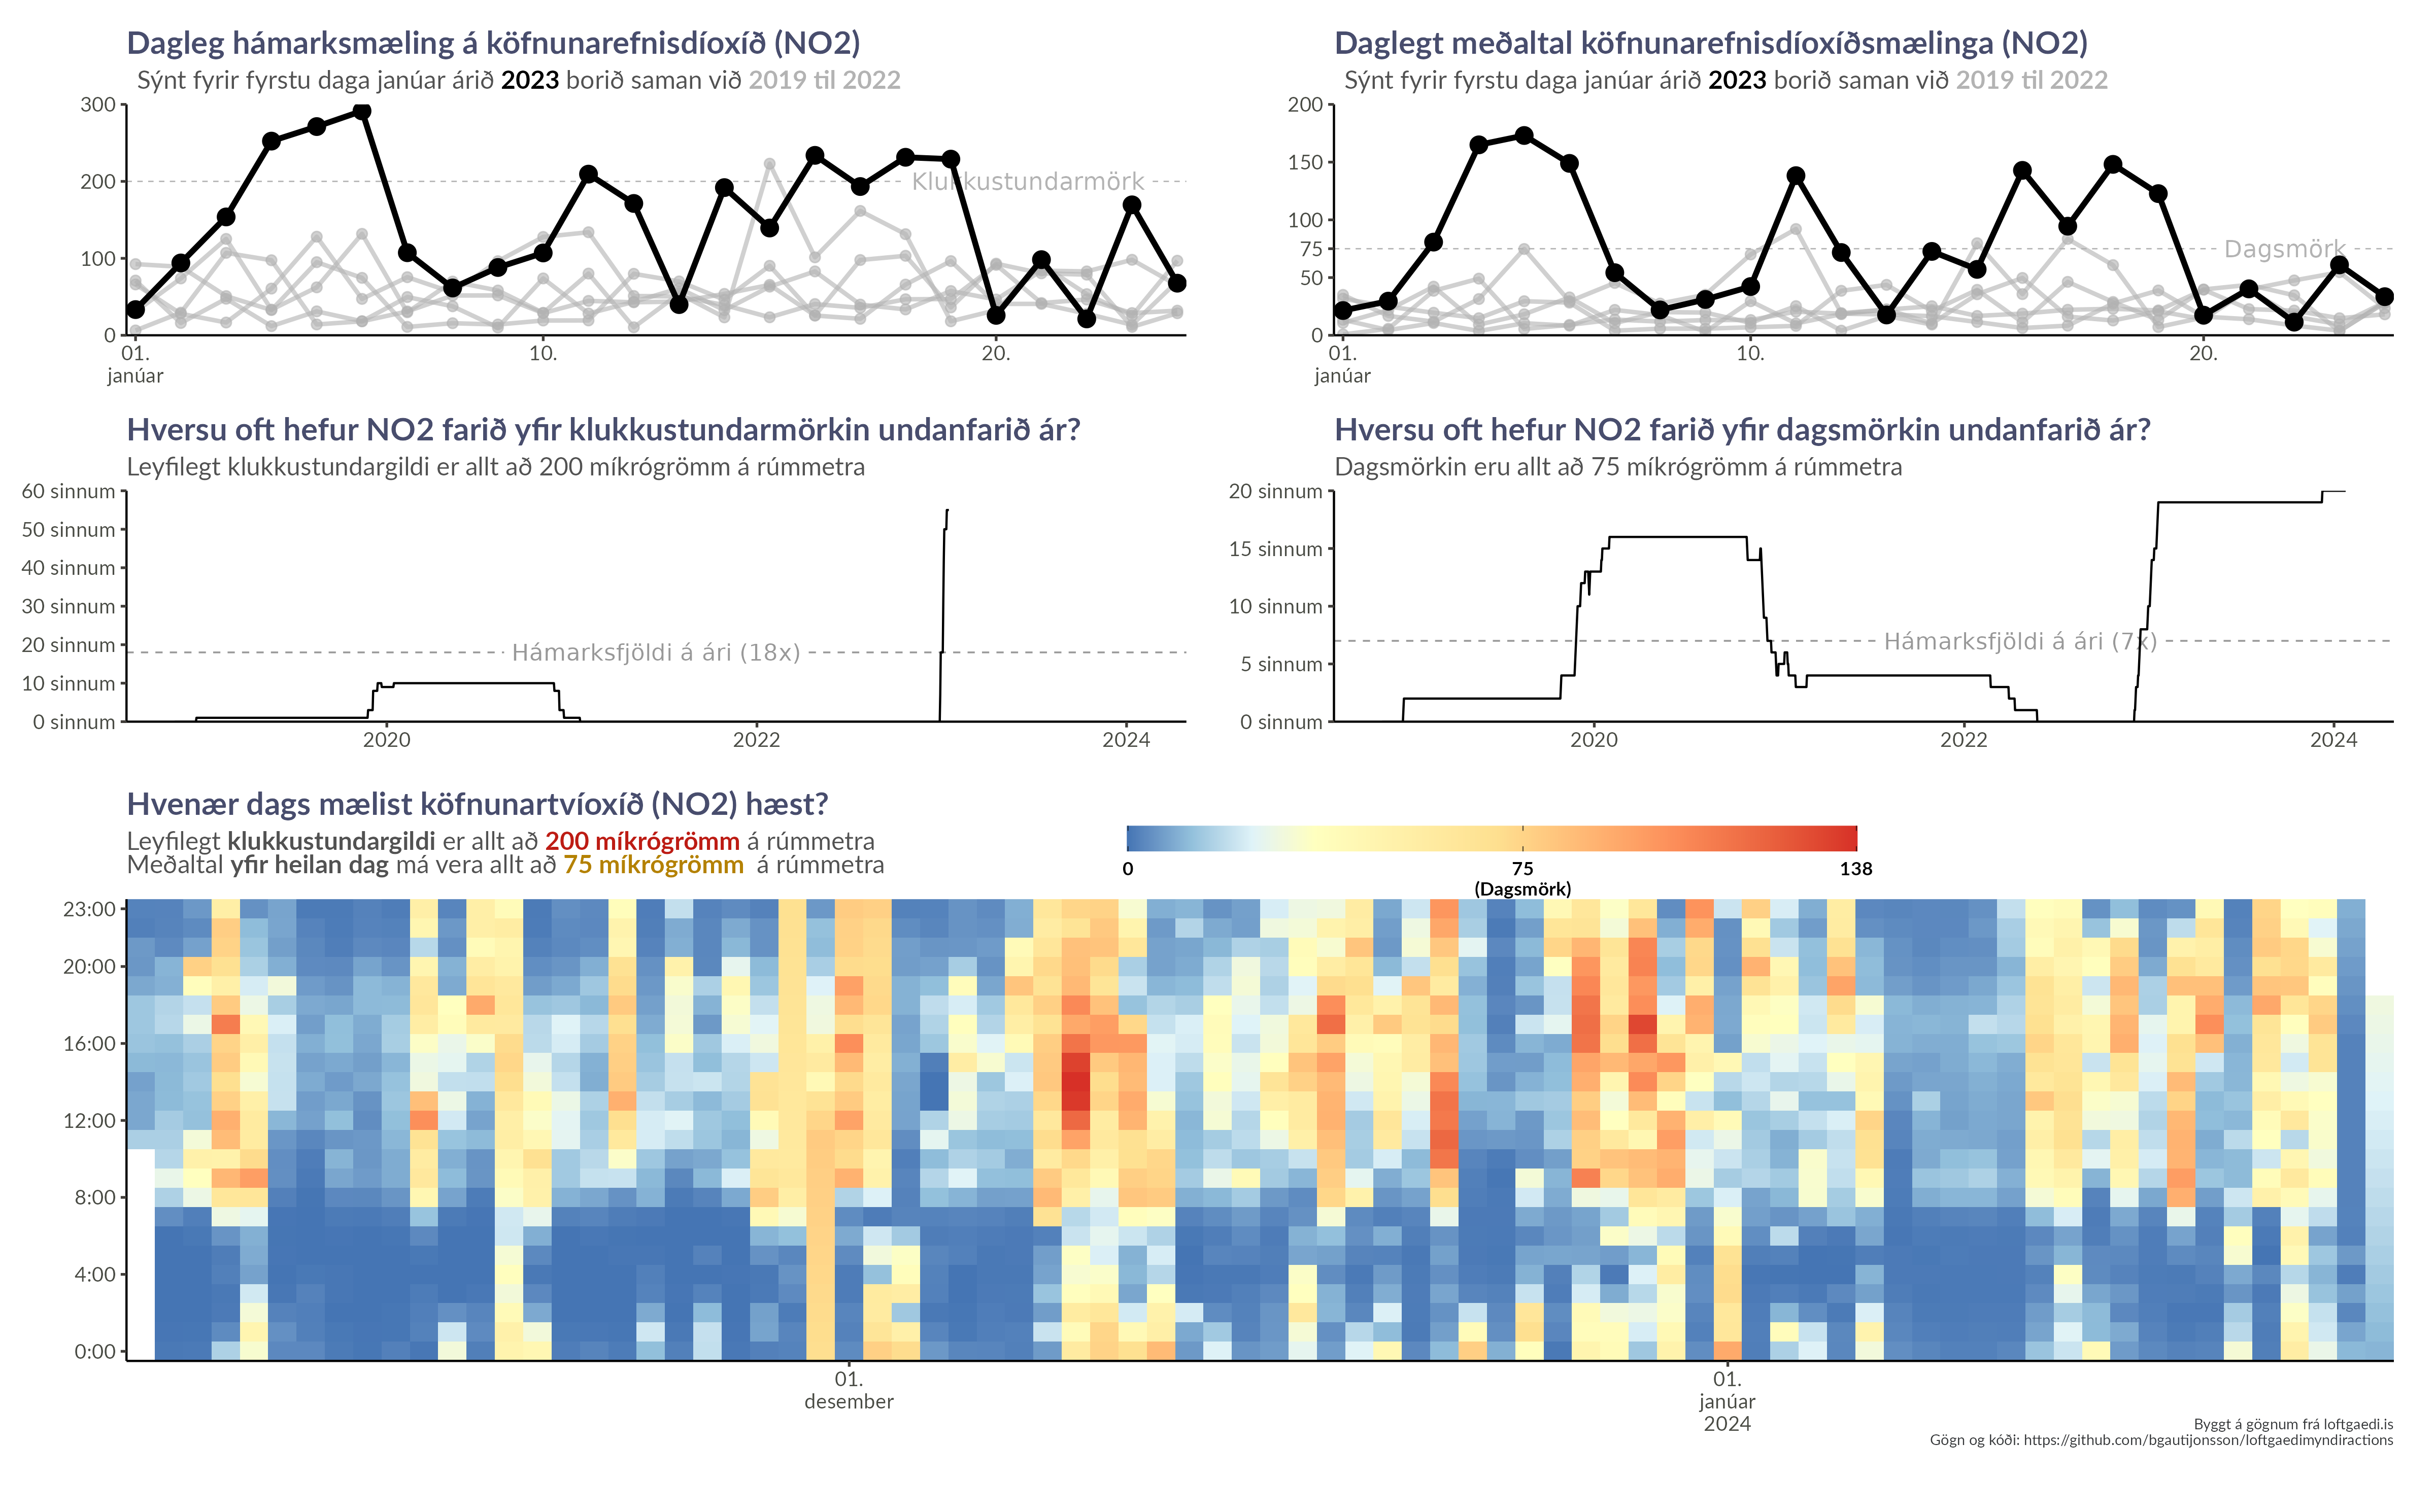 Dagleg hámarksmæling á köfnunarefnisdíoxíð (NO2)
Sýnt fyrir fyrstu daga janúar árið 2023 borið saman við 2019 til 2022
300
200
100
0
Klukkustundarmörk
01.
janúar
10.
20.
Daglegt meðaltal köfnunarefnisdíoxíðsmælinga (NO2)
Sýnt fyrir fyrstu daga janúar árið 2023 borið saman við 2019 til 2022
200
150
100
75
50
0
Dagsmörk
01.
janúar
10.
20.
Hversu oft hefur NO2 farið yfir klukkustundarmörkin undanfarið ár?
Leyfilegt klukkustundargildi er allt að 200 míkrógrömm á rúmmetra
60 sinnum
50 sinnum
40 sinnum
30 sinnum
20 sinnum
10 sinnum
0 sinnum
Hámarksfjöldi á ári (18x)
2020
2022
2024
Hversu oft hefur NO2 farið yfir dagsmörkin undanfarið ár?
Dagsmörkin eru allt að 75 míkrógrömm á rúmmetra
20 sinnum
15 sinnum
10 sinnum
5 sinnum
0 sinnum
Hámarksfjöldi á ári (7x)
2020
2022
2024
Hvenær dags mælist köfnunartvíoxíð (NO2) hæst?
Leyfilegt klukkustundargildi er allt að 200 míkrógrömm á rúmmetra
Meðaltal yfir heilan dag má vera allt að 75 míkrógrömm á rúmmetra
0
75
(Dagsmörk)
138
23:00
20:00
16:00
12:00
8:00
4:00
0:00
01.
desember
01.
janúar
2024
Byggt á gögnum frá loftgaedi.is
Gögn og kóði: https://github.com/bgautijonsson/loftgaedimyndiractions